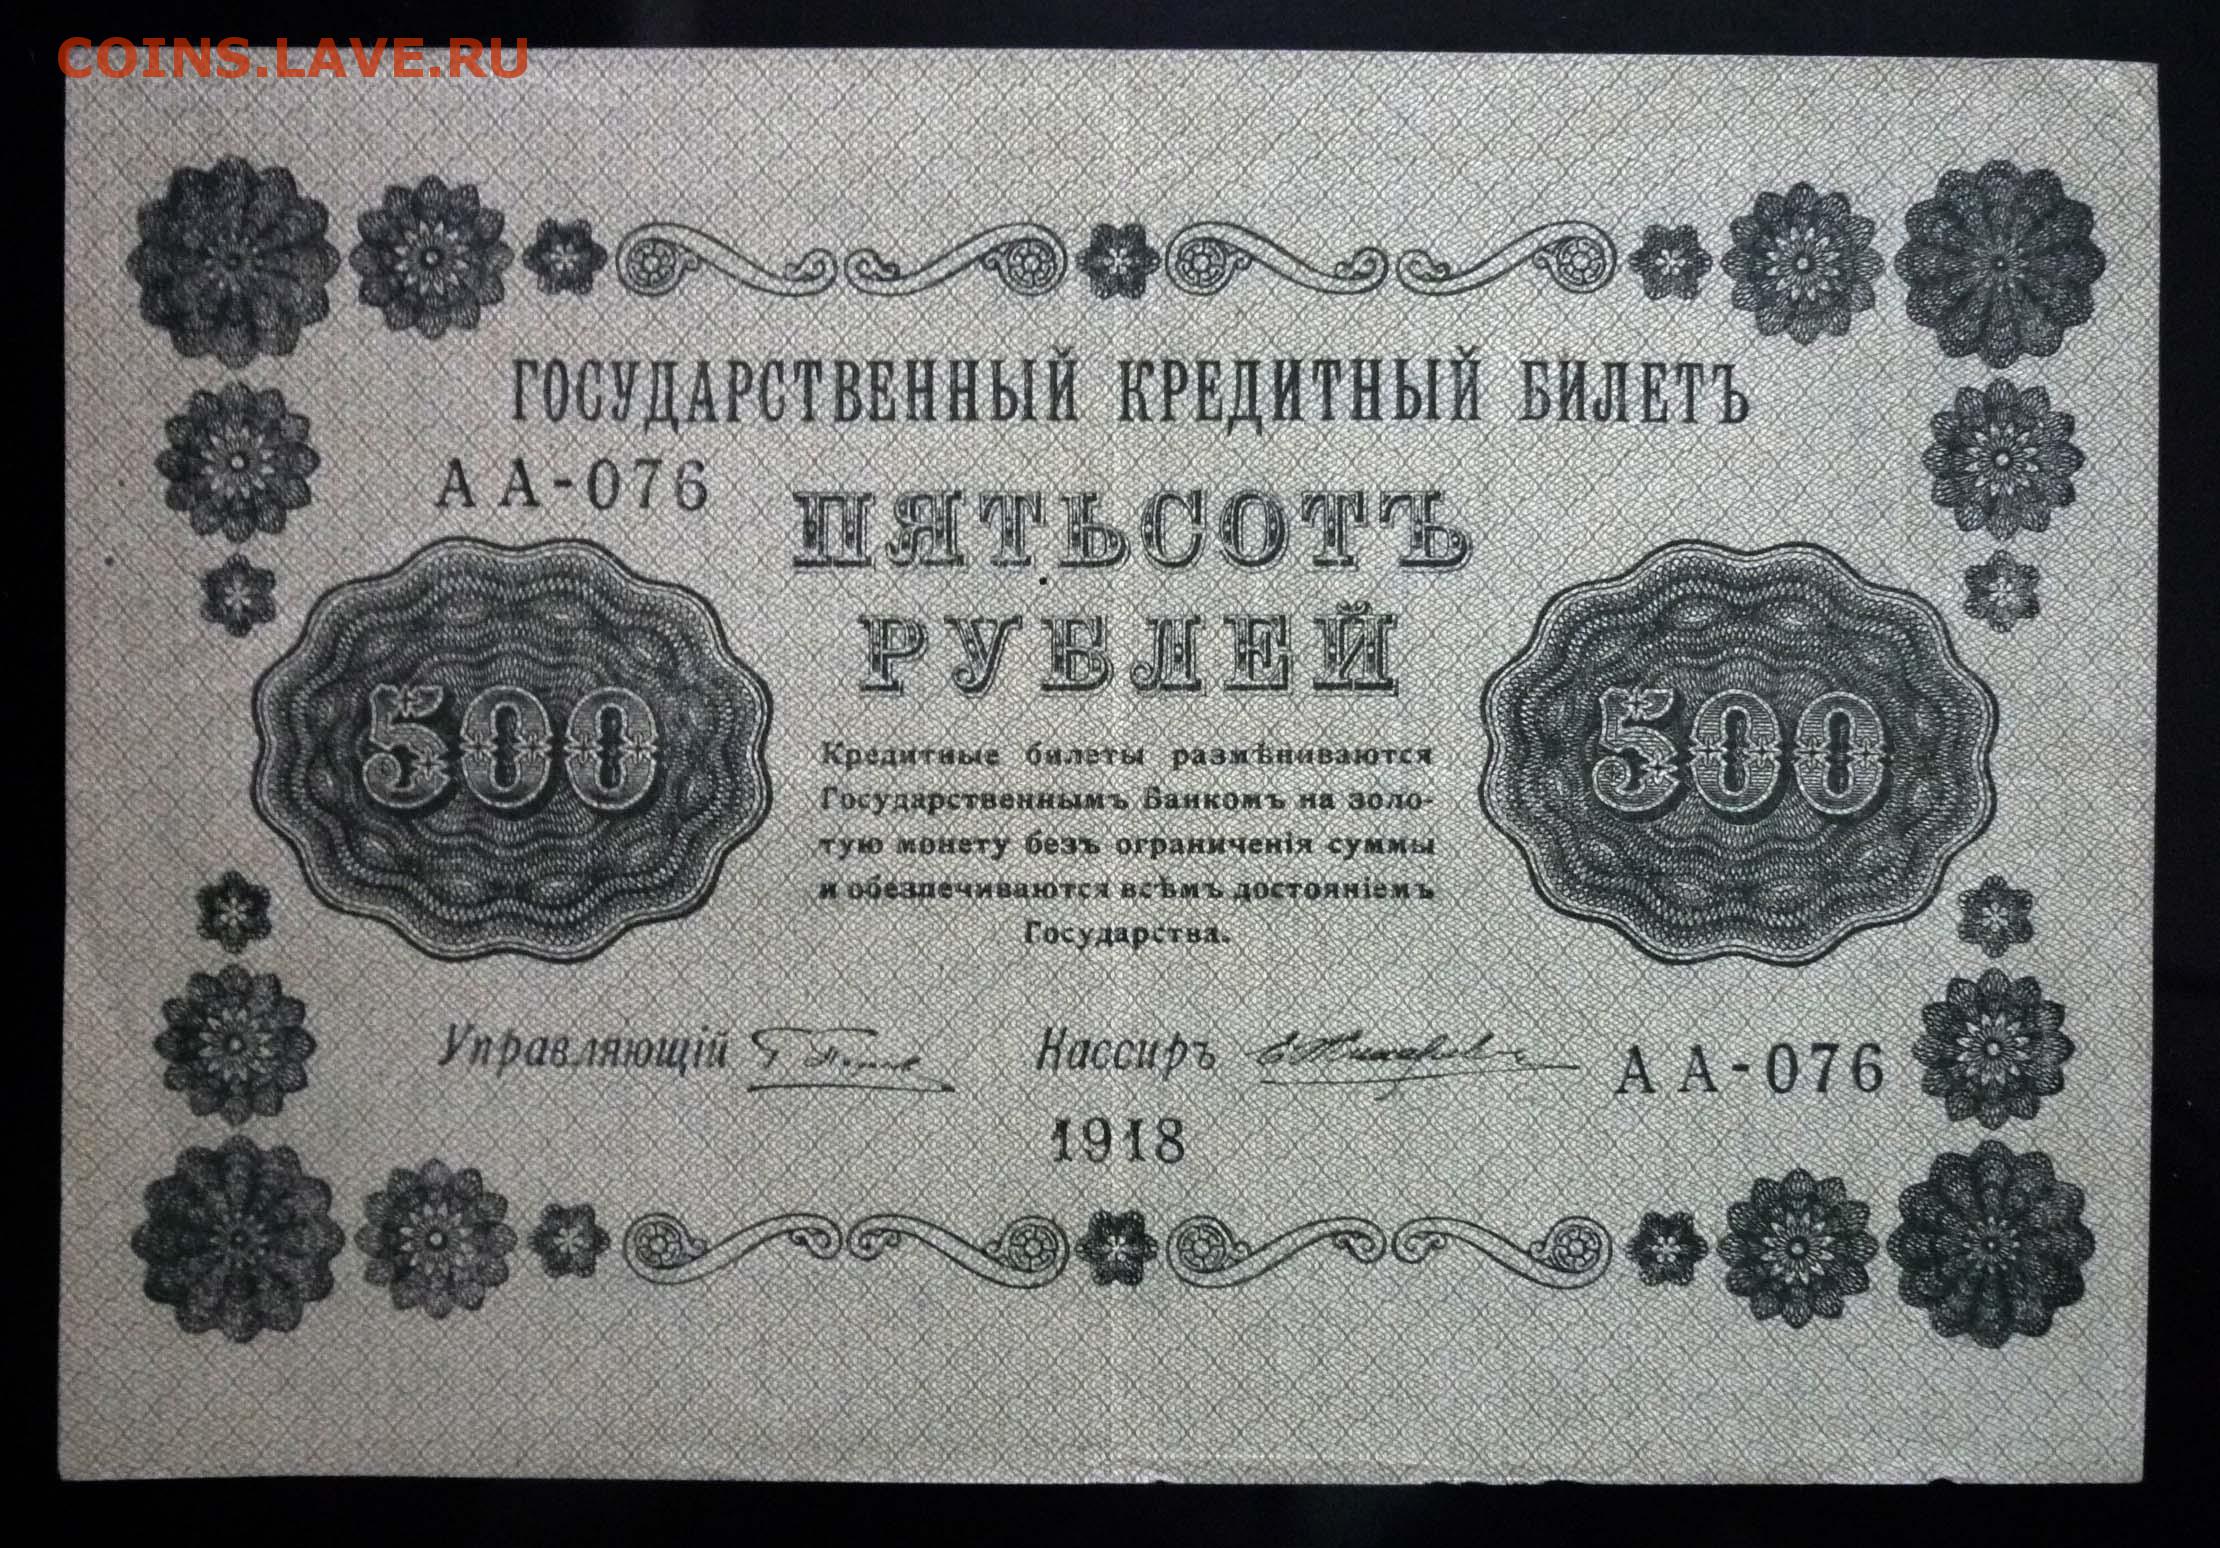 COINS.LAVE.RU
ГОСУДАРСТВЕННЫЙ КРЕДИТНЫЙ БИЛЕТЪ
АА-076
ПЯТЬСОТЪ
РУБЛЕЙ
500
500
Кредитные билеты размѣниваются
Государственнымъ Банкомъ на золо-
тую монету безъ ограниченія суммы
и обезпечиваются всѣмъ достояніемъ
Государства.
Управляющій
Кассиръ
АА-076
1918